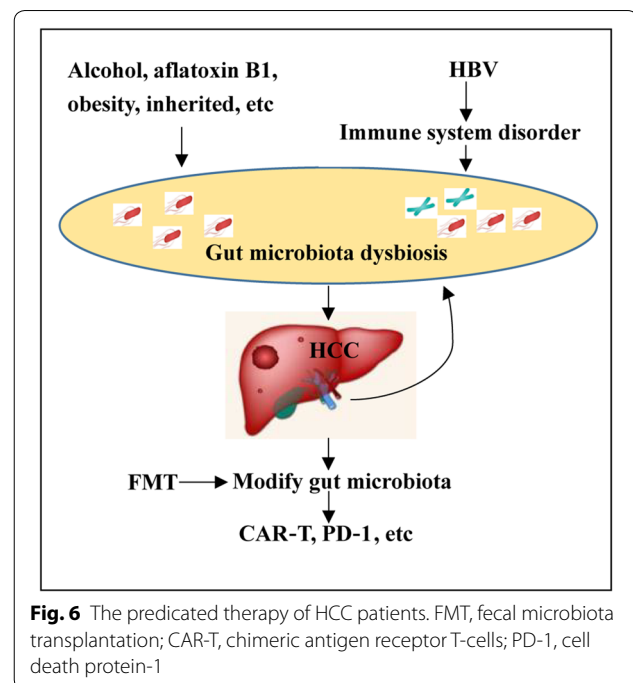 Alcohol, aflatoxin B1,
obesity, inherited, etc
HBV
Immune system disorder
Gut microbiota dysbiosis
HCC
FMT
Modify gut microbiota
CAR-T, PD-1, etc
Fig. 6 The predicated therapy of HCC patients. FMT, fecal microbiota
transplantation; CAR-T, chimeric antigen receptor T-cells; PD-1, cell
death protein-1